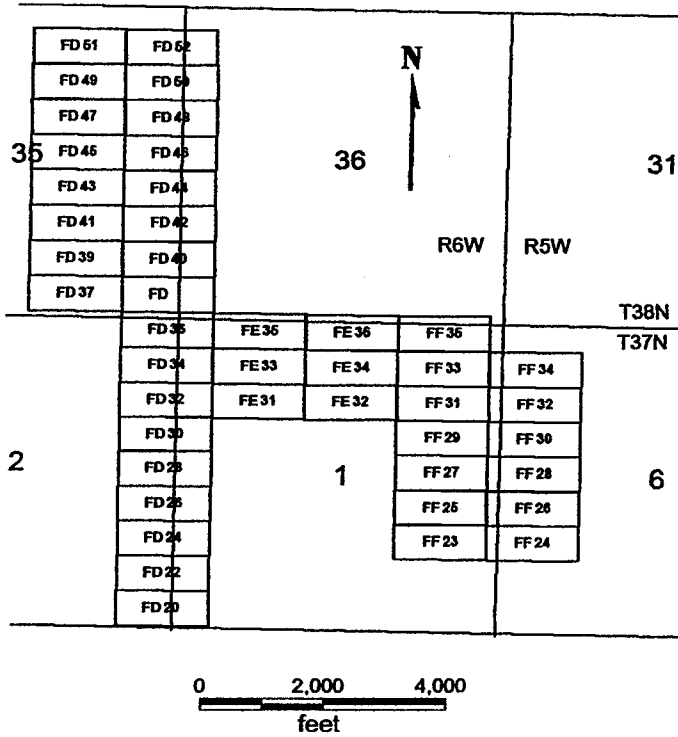 FD 51 FD 52
N
FD 49 FD 50
FD 47 FD 48
35 FD 45 FD 46 36 31
FD 43 FD 44
FD 41 FD 42
R6W R5W
FD 39 FD 40
FD 37 FD
T38N
FD 36 FE 35 FE 36 FF 35
T37N
FD 34 FE 33 FE 34 FF 33 FF 34
FD 32 FE 31 FE 32 FF 31 FF 32
FD 30 FF 29 FF 30
2 FD 28 1 FF 27 FF 28 6
FD 26 FF 25 FF 26
FD 24 FF 23 FF 24
FD 22
FD 20
0 2,000 4,000
feet